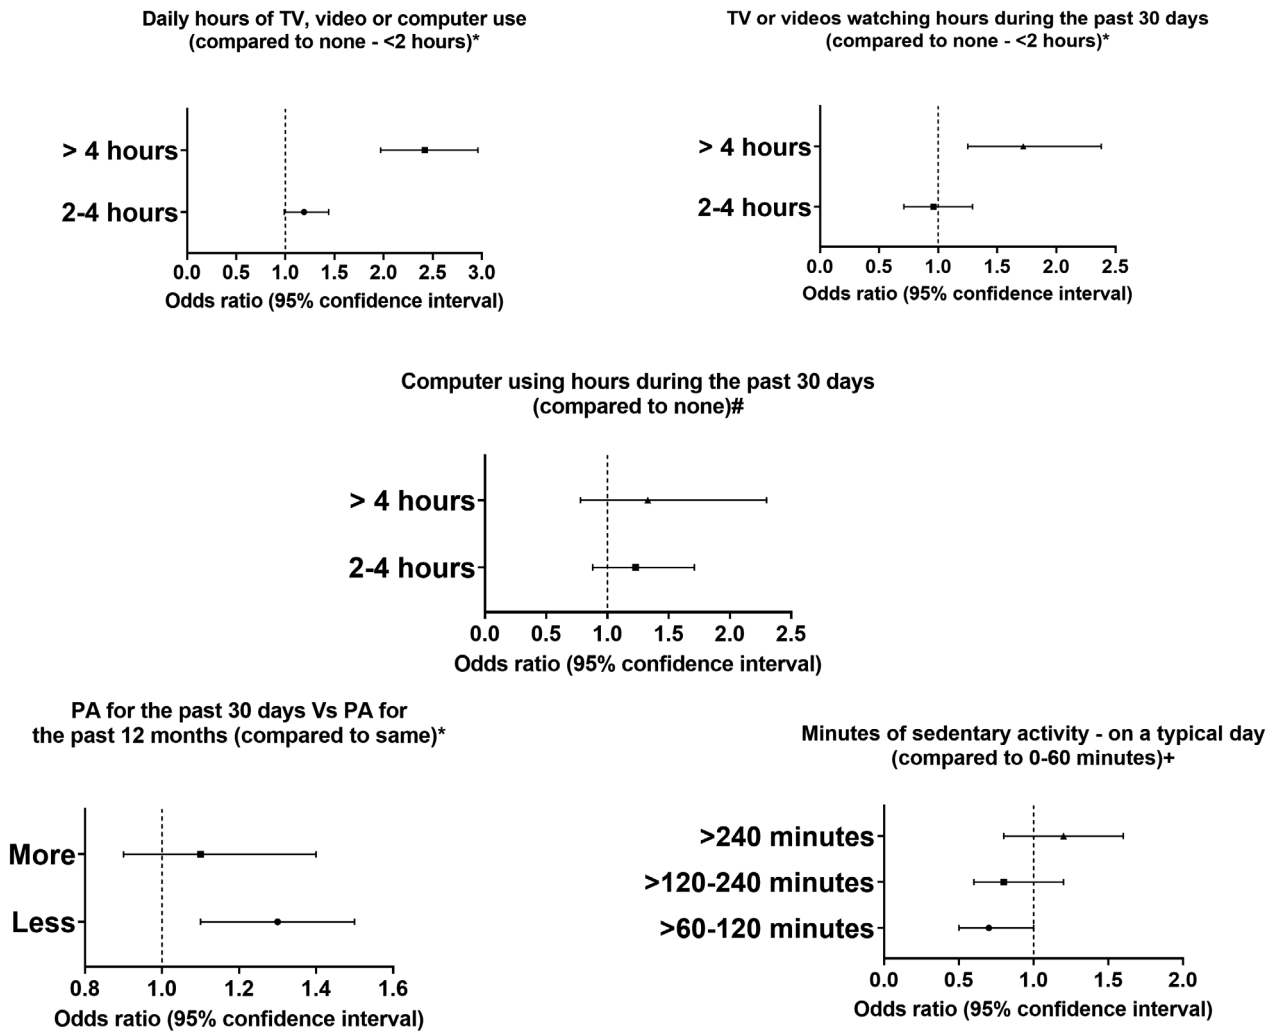 Daily hours of TV, video or computer use
(compared to none - <2 hours)*
> 4 hours
2-4 hours
0.0 0.5 1.0 1.5 2.0 2.5 3.0
Odds ratio (95% confidence interval)
TV or videos watching hours during the past 30 days
(compared to none - <2 hours)*
> 4 hours
2-4 hours
0.0 0.5 1.0 1.5 2.0 2.5
Odds ratio (95% confidence interval)
Computer using hours during the past 30 days
(compared to none)#
> 4 hours
2-4 hours
0.0 0.5 1.0 1.5 2.0 2.5
Odds ratio (95% confidence interval)
PA for the past 30 days Vs PA for
the past 12 months (compared to same)*
More
Less
0.8 1.0 1.2 1.4 1.6
Odds ratio (95% confidence interval)
Minutes of sedentary activity - on a typical day
(compared to 0-60 minutes)+
>240 minutes
>120-240 minutes
>60-120 minutes
0.0 0.5 1.0 1.5 2.0
Odds ratio (95% confidence interval)